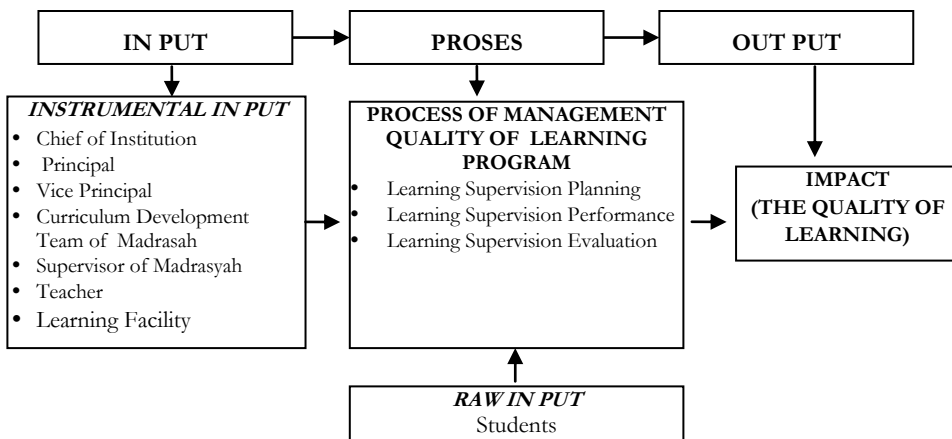 IN PUT
PROSES
OUT PUT
INSTRUMENTAL IN PUT
• Chief of Institution
• Principal
• Vice Principal
• Curriculum Development
Team of Madrasah
• Supervisor of Madrasyah
• Teacher
• Learning Facility
PROCESS OF MANAGEMENT
QUALITY OF LEARNING
PROGRAM
• Learning Supervision Planning
• Learning Supervision Performance
• Learning Supervision Evaluation
IMPACT
(THE QUALITY OF
LEARNING)
RAW IN PUT
Students